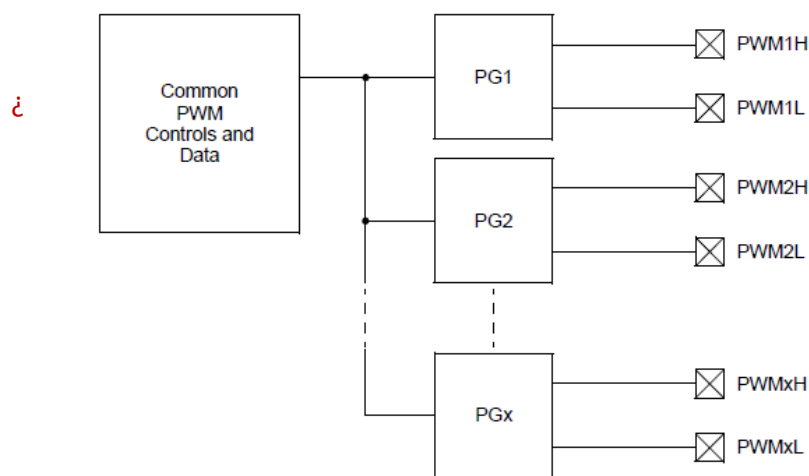 ¿
Common
PWM
Controls and
Data
PG1
PWM1H
PWM1L
PG2
PWM2H
PWM2L
PGx
PWMxH
PWMxL